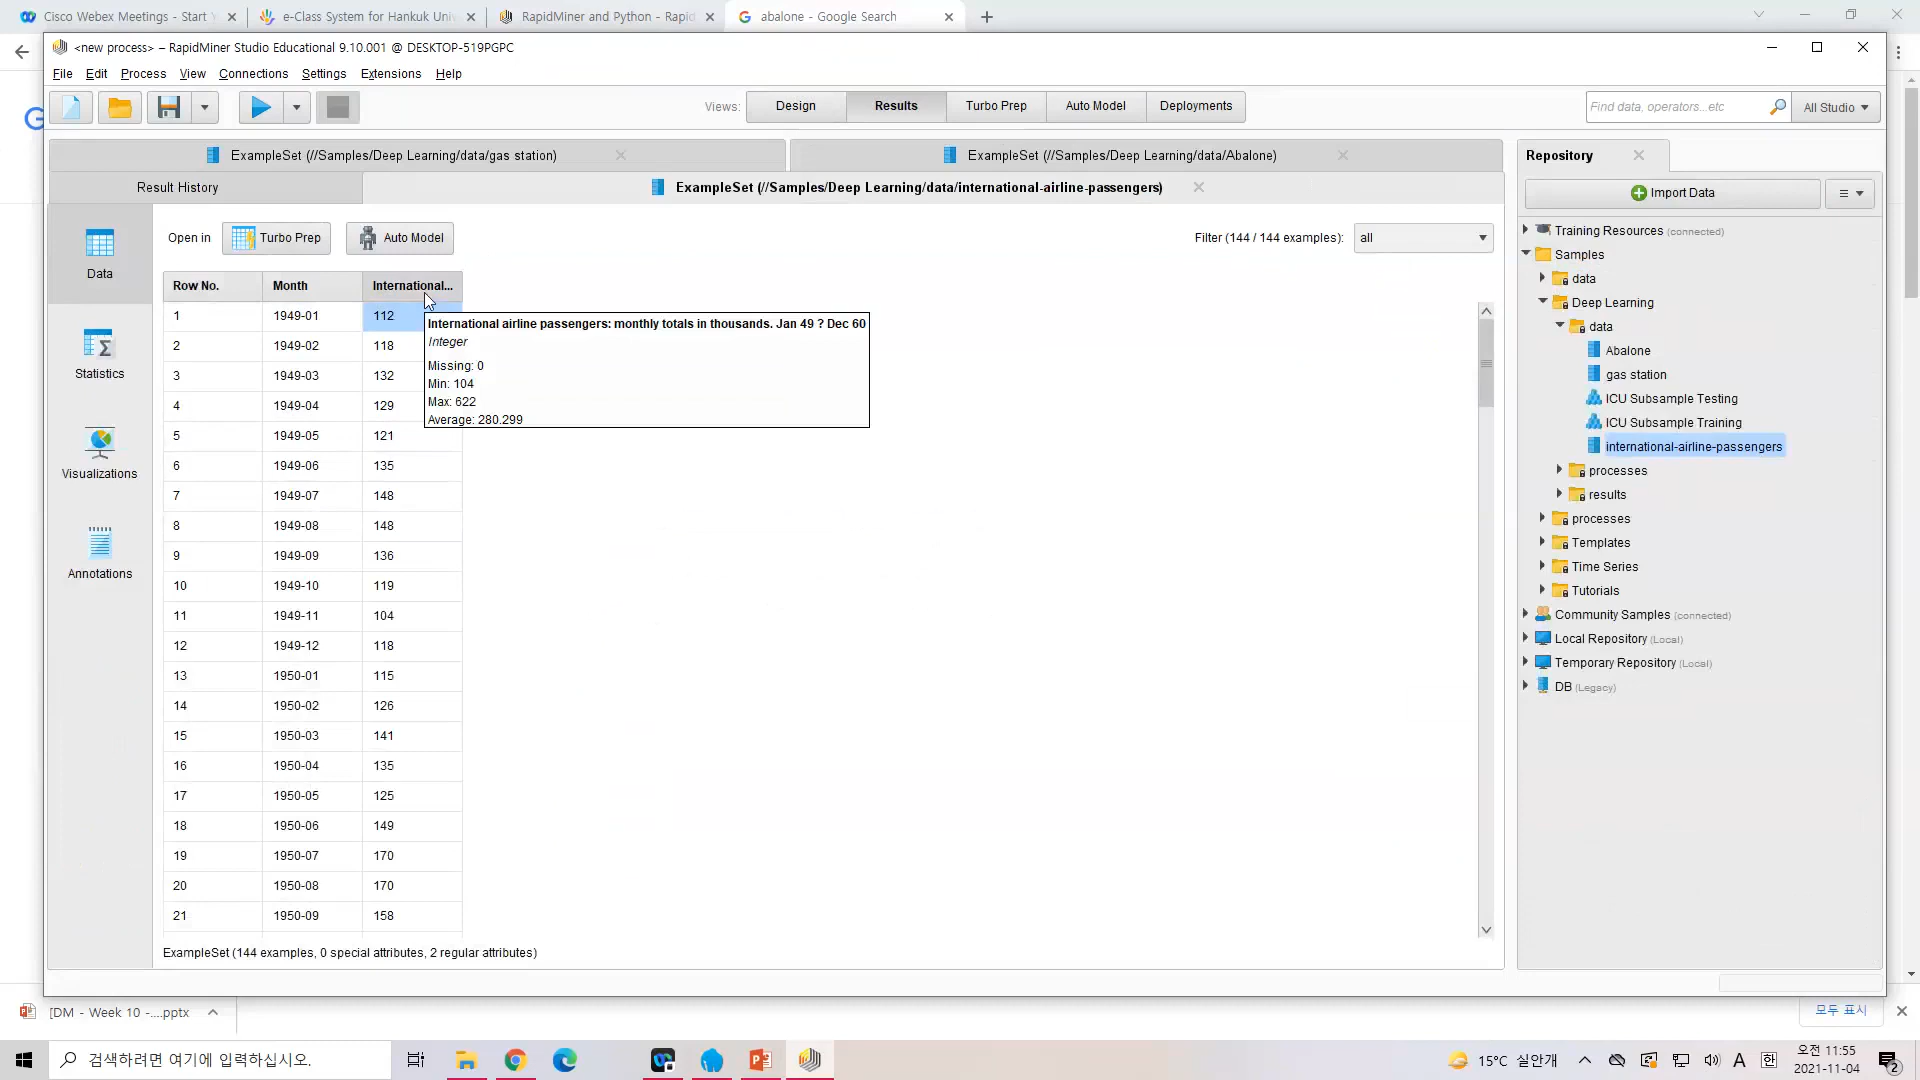 Cisco Webex Meetings - Start Y
e-Class System for Hankuk Univ
RapidMiner and Python - Rapid
abalone - Google Search
<new process> – RapidMiner Studio Educational 9.10.001 @ DESKTOP-519PGPC
File Edit Process View Connections Settings Extensions Help
Views: Design Results Turbo Prep Auto Model Deployments
Find data, operators...etc
All Studio
ExampleSet (//Samples/Deep Learning/data/gas station)
ExampleSet (//Samples/Deep Learning/data/Abalone)
Result History
ExampleSet (//Samples/Deep Learning/data/international-airline-passengers)
Data
Statistics
Visualizations
Annotations
Open in Turbo Prep Auto Model
Filter (144 / 144 examples): all
Row No. Month International...
1 1949-01 112
2 1949-02 118
3 1949-03 132
4 1949-04 129
5 1949-05 121
6 1949-06 135
7 1949-07 148
8 1949-08 148
9 1949-09 136
10 1949-10 119
11 1949-11 104
12 1949-12 118
13 1950-01 115
14 1950-02 126
15 1950-03 141
16 1950-04 135
17 1950-05 125
18 1950-06 149
19 1950-07 170
20 1950-08 170
21 1950-09 158
International airline passengers: monthly totals in thousands. Jan 49 ? Dec 60
Integer
Missing: 0
Min: 104
Max: 622
Average: 280.299
ExampleSet (144 examples, 0 special attributes, 2 regular attributes)
Repository
Import Data
Training Resources (connected)
Samples
data
Deep Learning
data
Abalone
gas station
ICU Subsample Testing
ICU Subsample Training
international-airline-passengers
processes
results
processes
Templates
Time Series
Tutorials
Community Samples (connected)
Local Repository (Local)
Temporary Repository (Local)
DB (Legacy)
[DM - Week 10 -....pptx
모두 표시
검색하려면 여기에 입력하십시오.
15°C 실안개
A
한
오전 11:55
2021-11-04
2